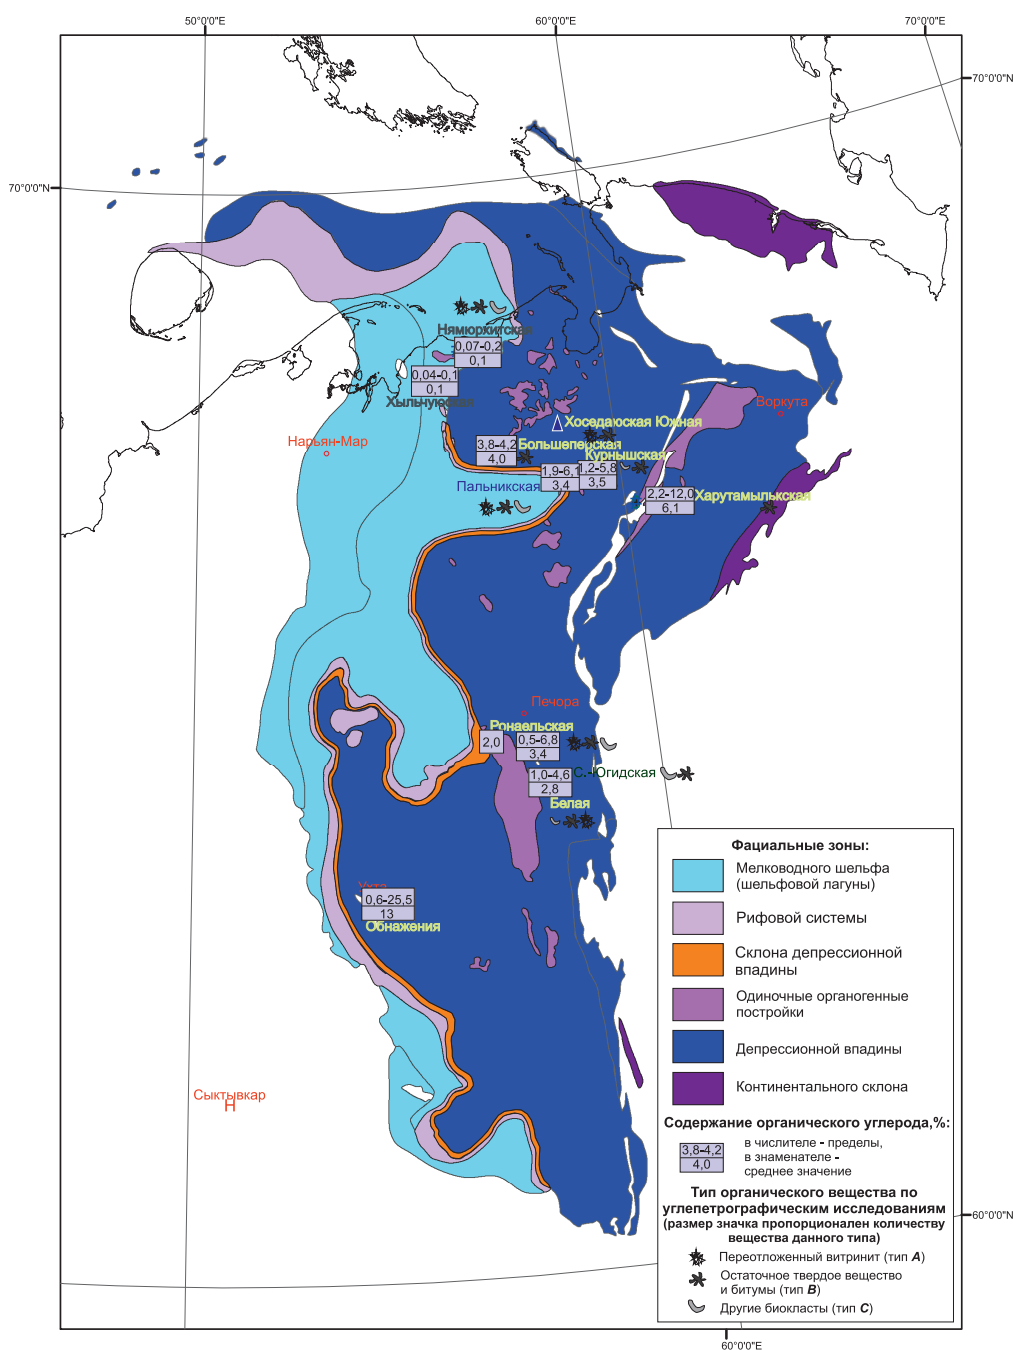 50°0'0"E
60°0'0"E
70°0'0"E
70°0'0"N
70°0'0"N
Нямюрхитская
0,07-0,2
0,1
0,04-0,1
0,1
Хыльчуюская
Воркута
Хоседаюская Южная
Нарьян-Мар
3,8-4,2
4,0
Большеперская
Курнышская
1,9-6,1
3,4
1,2-5,8
3,5
Пальникская
2,2-12,0
6,1
Харутамылькская
Печора
Ронаельская
2,0
0,5-6,8
3,4
1,0-4,6
2,8
С.-Югидская
Белая
Ухта
0,6-25,5
13
Обнажения
Сыктывкар
Н
Фациальные зоны:
Мелководного шельфа
(шельфовой лагуны)
Рифовой системы
Склона депрессионной
впадины
Одиночные органогенные
постройки
Депрессионной впадины
Континентального склона
Содержание органического углерода,%:
3,8-4,2
4,0
в числителе - пределы,
в знаменателе -
среднее значение
Тип органического вещества по
углепетрографическим исследованиям
(размер значка пропорционален количеству
вещества данного типа)
Переотложенный витринит (тип А)
Остаточное твердое вещество
и битумы (тип В)
Другие биокласты (тип С)
60°0'0"N
60°0'0"E